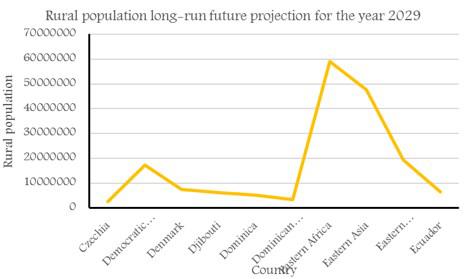 Rural population long-run future projection for the year 2029
Rural population
70000000
60000000
50000000
40000000
30000000
20000000
10000000
0
Czechia
Democratic...
Denmark
Djibouti
Dominica
Dominican...
Eastern Africa
Eastern Asia
Eastern...
Ecuador
Country